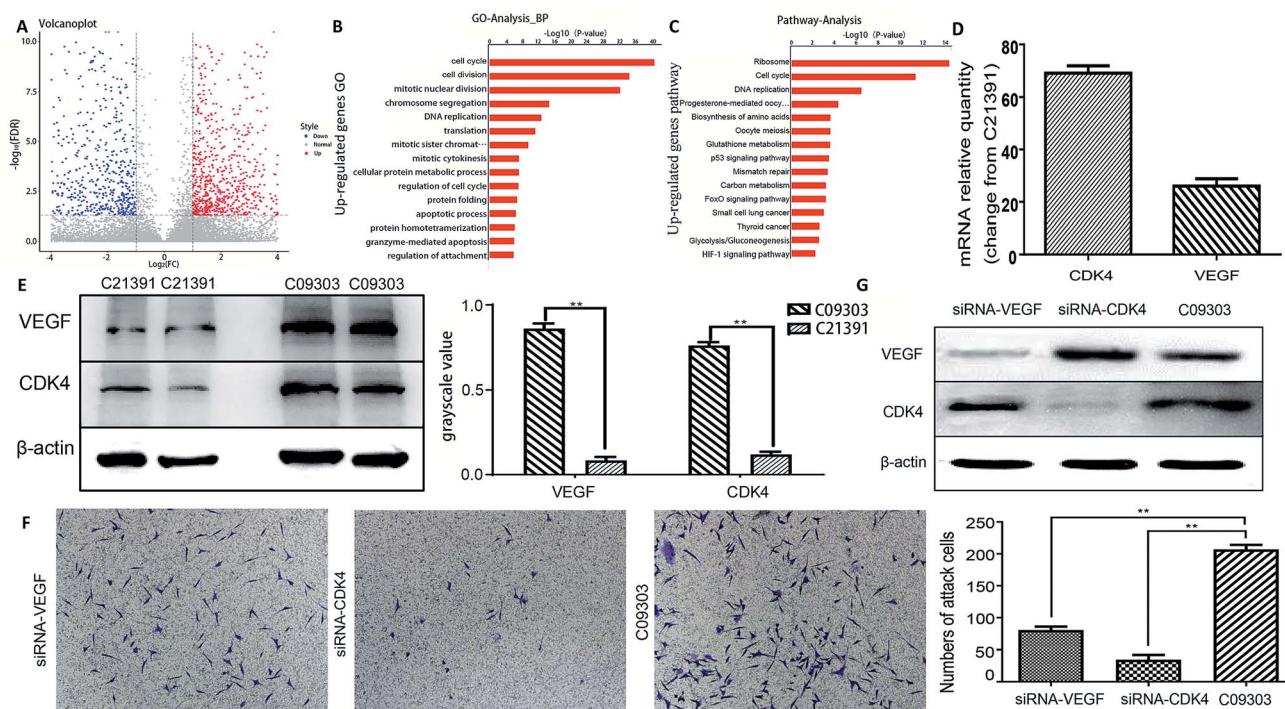 A
Volcanoplot
-log₁₀(FDR)
10.0
7.5
5.0
2.5
0.0
-4
-2
0
2
4
Log₂(FC)
Style
Down
Normal
Up
B
GO-Analysis_BP
-Log10（P-value）
0 4 8 12 16 20 24 28 32 36 40
Up-regulated genes GO
cell cycle
cell division
mitotic nuclear division
chromosome segregation
DNA replication
translation
mitotic sister chromat···
mitotic cytokinesis
cellular protein metabolic process
regulation of cell cycle
protein folding
apoptotic process
protein homotetramerization
granzyme-mediated apoptosis
regulation of attachment
C
Pathway-Analysis
-Log10（P-value）
0 2 4 6 8 10 12 14
Up-regulated genes pathway
Ribosome
Cell cycle
DNA replication
Progesterone-mediated oocy…
Biosynthesis of amino acids
Oocyte meiosis
Glutathione metabolism
p53 signaling pathway
Mismatch repair
Carbon metabolism
FoxO signaling pathway
Small cell lung cancer
Thyroid cancer
Glycolysis/Gluconeogenesis
HIF-1 signaling pathway
D
mRNA relative quantity
(change from C21391)
80
60
40
20
0
CDK4
VEGF
E
C21391 C21391 C09303 C09303
VEGF
CDK4
β-actin
grayscale value
1.0
0.5
0.0
**
**
C09303
C21391
VEGF
CDK4
G
siRNA-VEGF siRNA-CDK4 C09303
VEGF
CDK4
β-actin
F
siRNA-VEGF
siRNA-CDK4
C09303
Numbers of attack cells
250
200
150
100
50
0
**
**
siRNA-VEGF
siRNA-CDK4
C09303